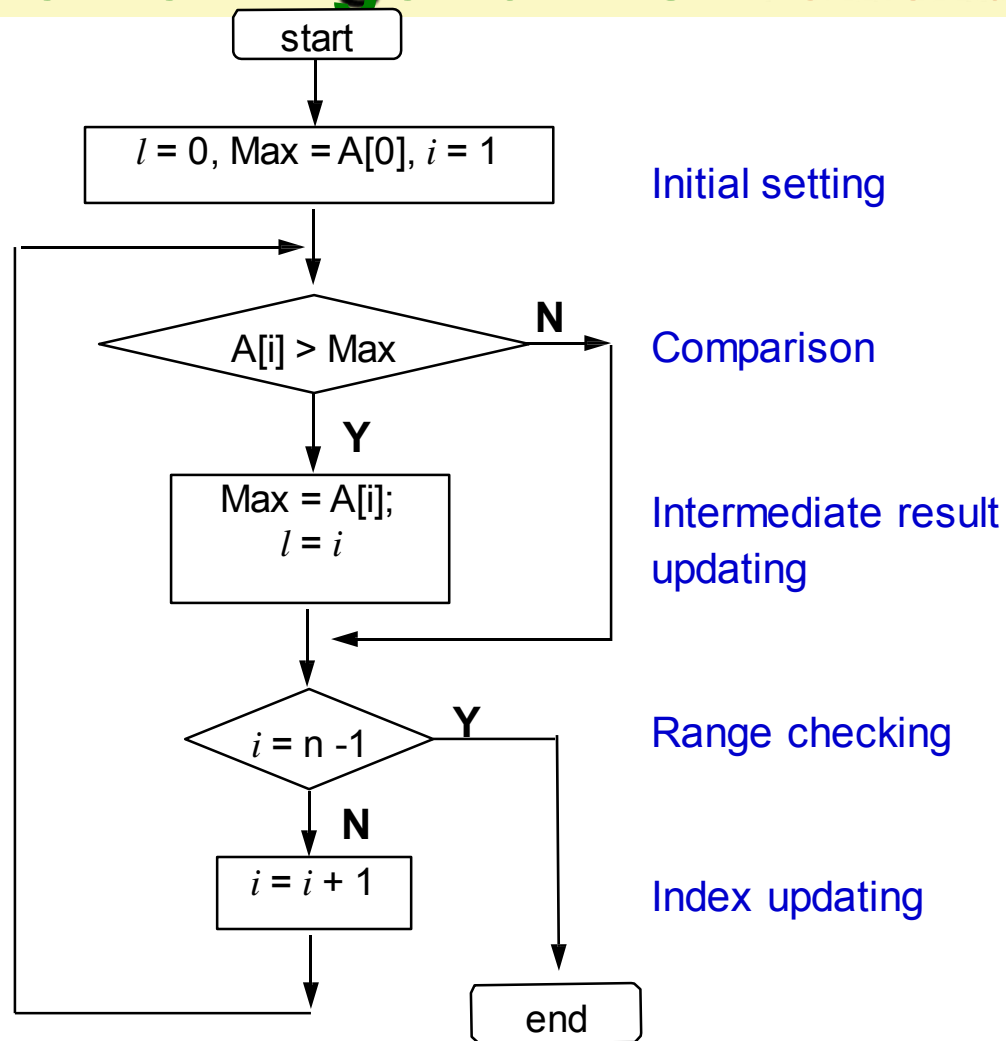 start
l = 0, Max = A[0], i = 1
Initial setting
A[i] > Max
N
Comparison
Y
Max = A[i];
l = i
Intermediate result
updating
i = n -1
Y
Range checking
N
i = i + 1
Index updating
end